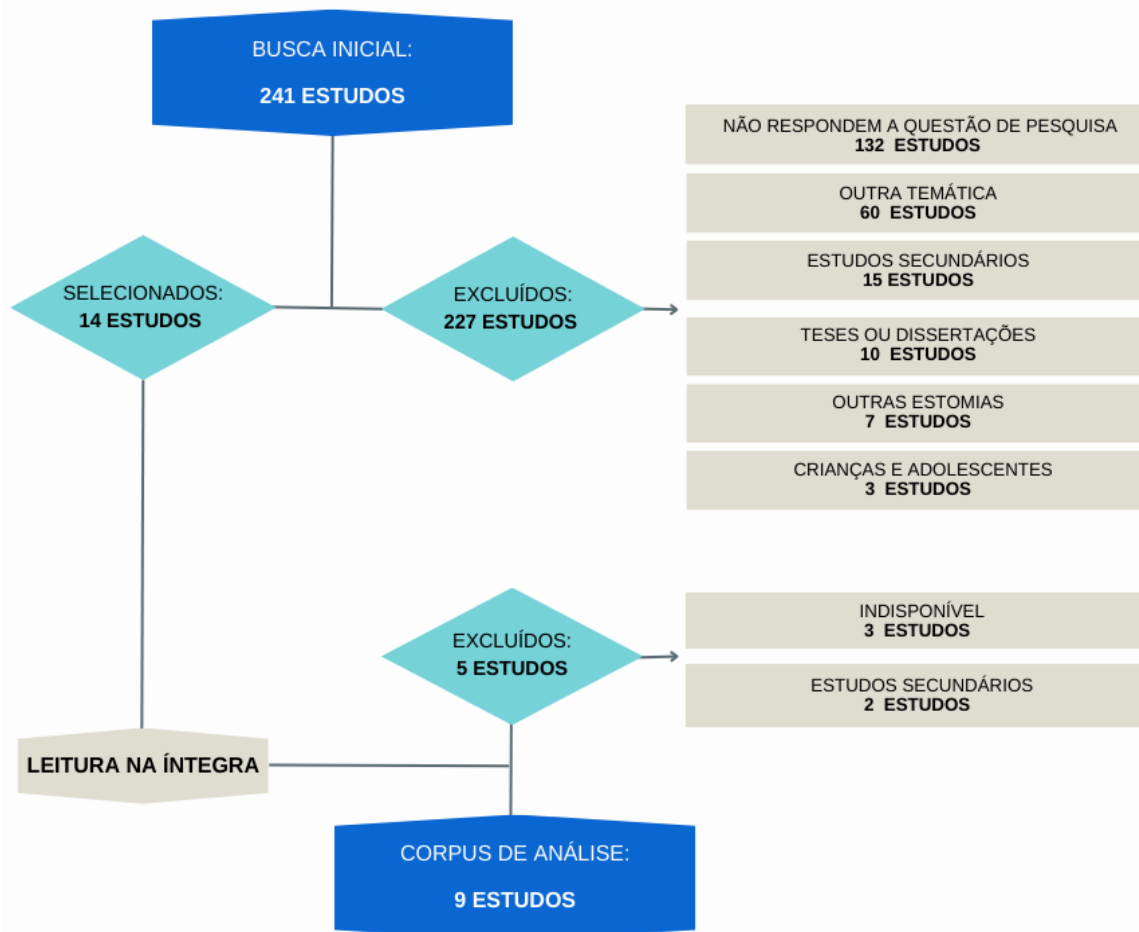 BUSCA INICIAL:
241 ESTUDOS
NÃO RESPONDEM A QUESTÃO DE PESQUISA
132 ESTUDOS
OUTRA TEMÁTICA
60 ESTUDOS
ESTUDOS SECUNDÁRIOS
15 ESTUDOS
TESES OU DISSERTAÇÕES
10 ESTUDOS
OUTRAS ESTOMIAS
7 ESTUDOS
CRIANÇAS E ADOLESCENTES
3 ESTUDOS
SELECIONADOS:
14 ESTUDOS
EXCLUÍDOS:
227 ESTUDOS
EXCLUÍDOS:
5 ESTUDOS
INDISPONÍVEL
3 ESTUDOS
ESTUDOS SECUNDÁRIOS
2 ESTUDOS
LEITURA NA ÍNTEGRA
CORPUS DE ANÁLISE:
9 ESTUDOS